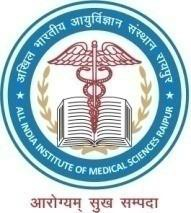 अखिल भारतीय आयुर्विज्ञान संस्थान रायपुर
ALL INDIA INSTITUTE OF MEDICAL SCIENCES RAIPUR
आरोग्यम् सुख सम्पदा